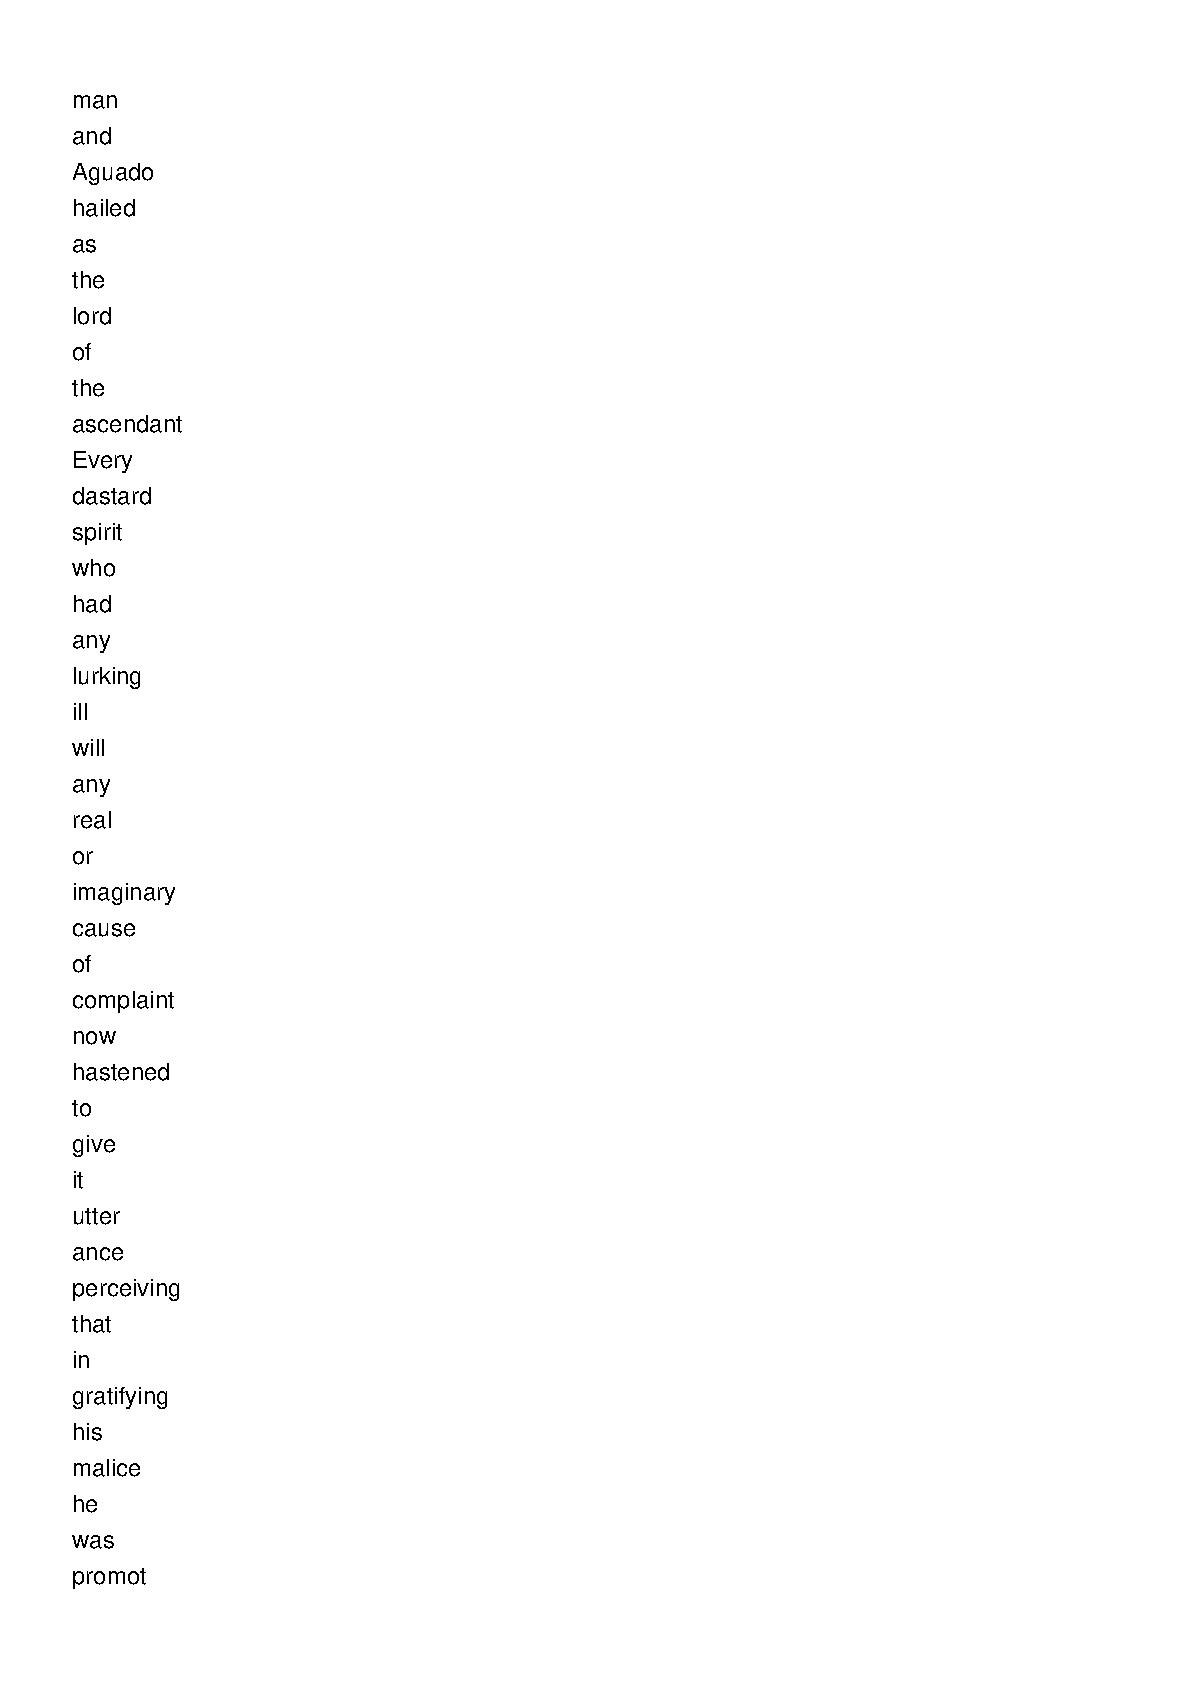 man
and
Aguado
hailed
as
the
lord
of
the
ascendant
Every
dastard
spirit
who
had
any
lurking
ill
will
any
real
or
imaginary
cause
of
complaint
now
hastened
to
give
it
utter
ance
perceiving
that
in
gratifying
his
malice
he
was
promot